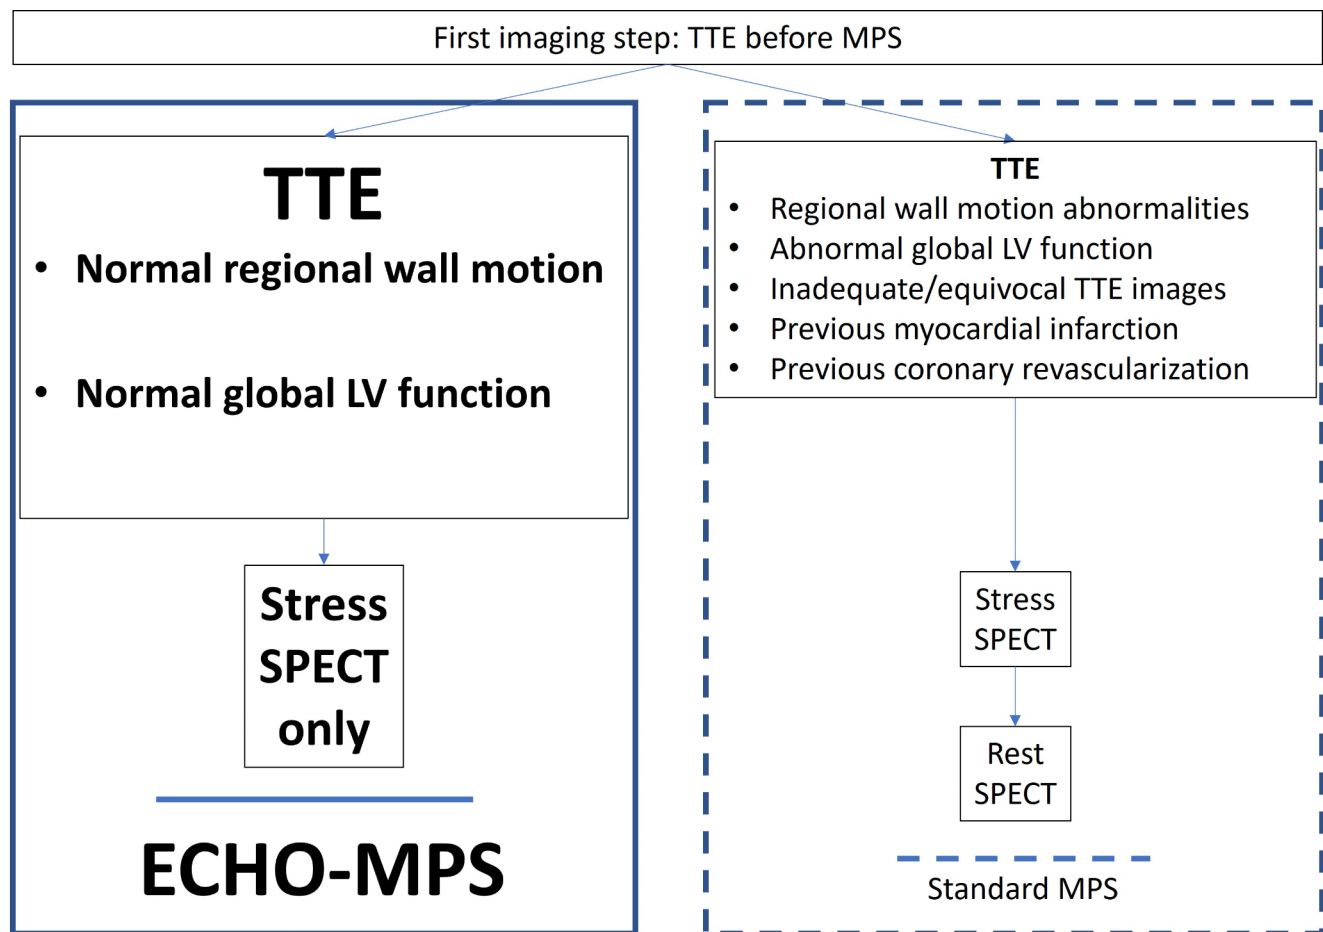 First imaging step: TTE before MPS
TTE
• Normal regional wall motion
• Normal global LV function
Stress
SPECT
only
ECHO-MPS
TTE
• Regional wall motion abnormalities
• Abnormal global LV function
• Inadequate/equivocal TTE images
• Previous myocardial infarction
• Previous coronary revascularization
Stress
SPECT
Rest
SPECT
Standard MPS